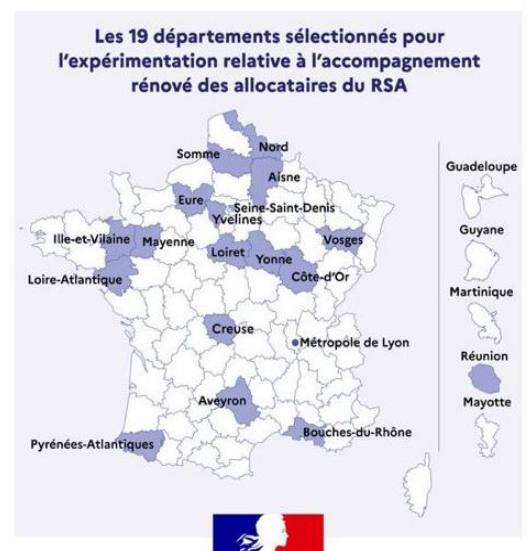 Les 19 départements sélectionnés pour
l'expérimentation relative à l'accompagnement
rénové des allocataires du RSA
Nord
Somme
Aisne
Eure
Seine-Saint-Denis
Yvelines
Ille-et-Vilaine
Mayenne
Loiret
Yonne
Vosges
Loire-Atlantique
Côte-d'Or
Creuse
Métropole de Lyon
Aveyron
Pyrénées-Atlantiques
Bouches-du-Rhône
Guadeloupe
Guyane
Martinique
Réunion
Mayotte